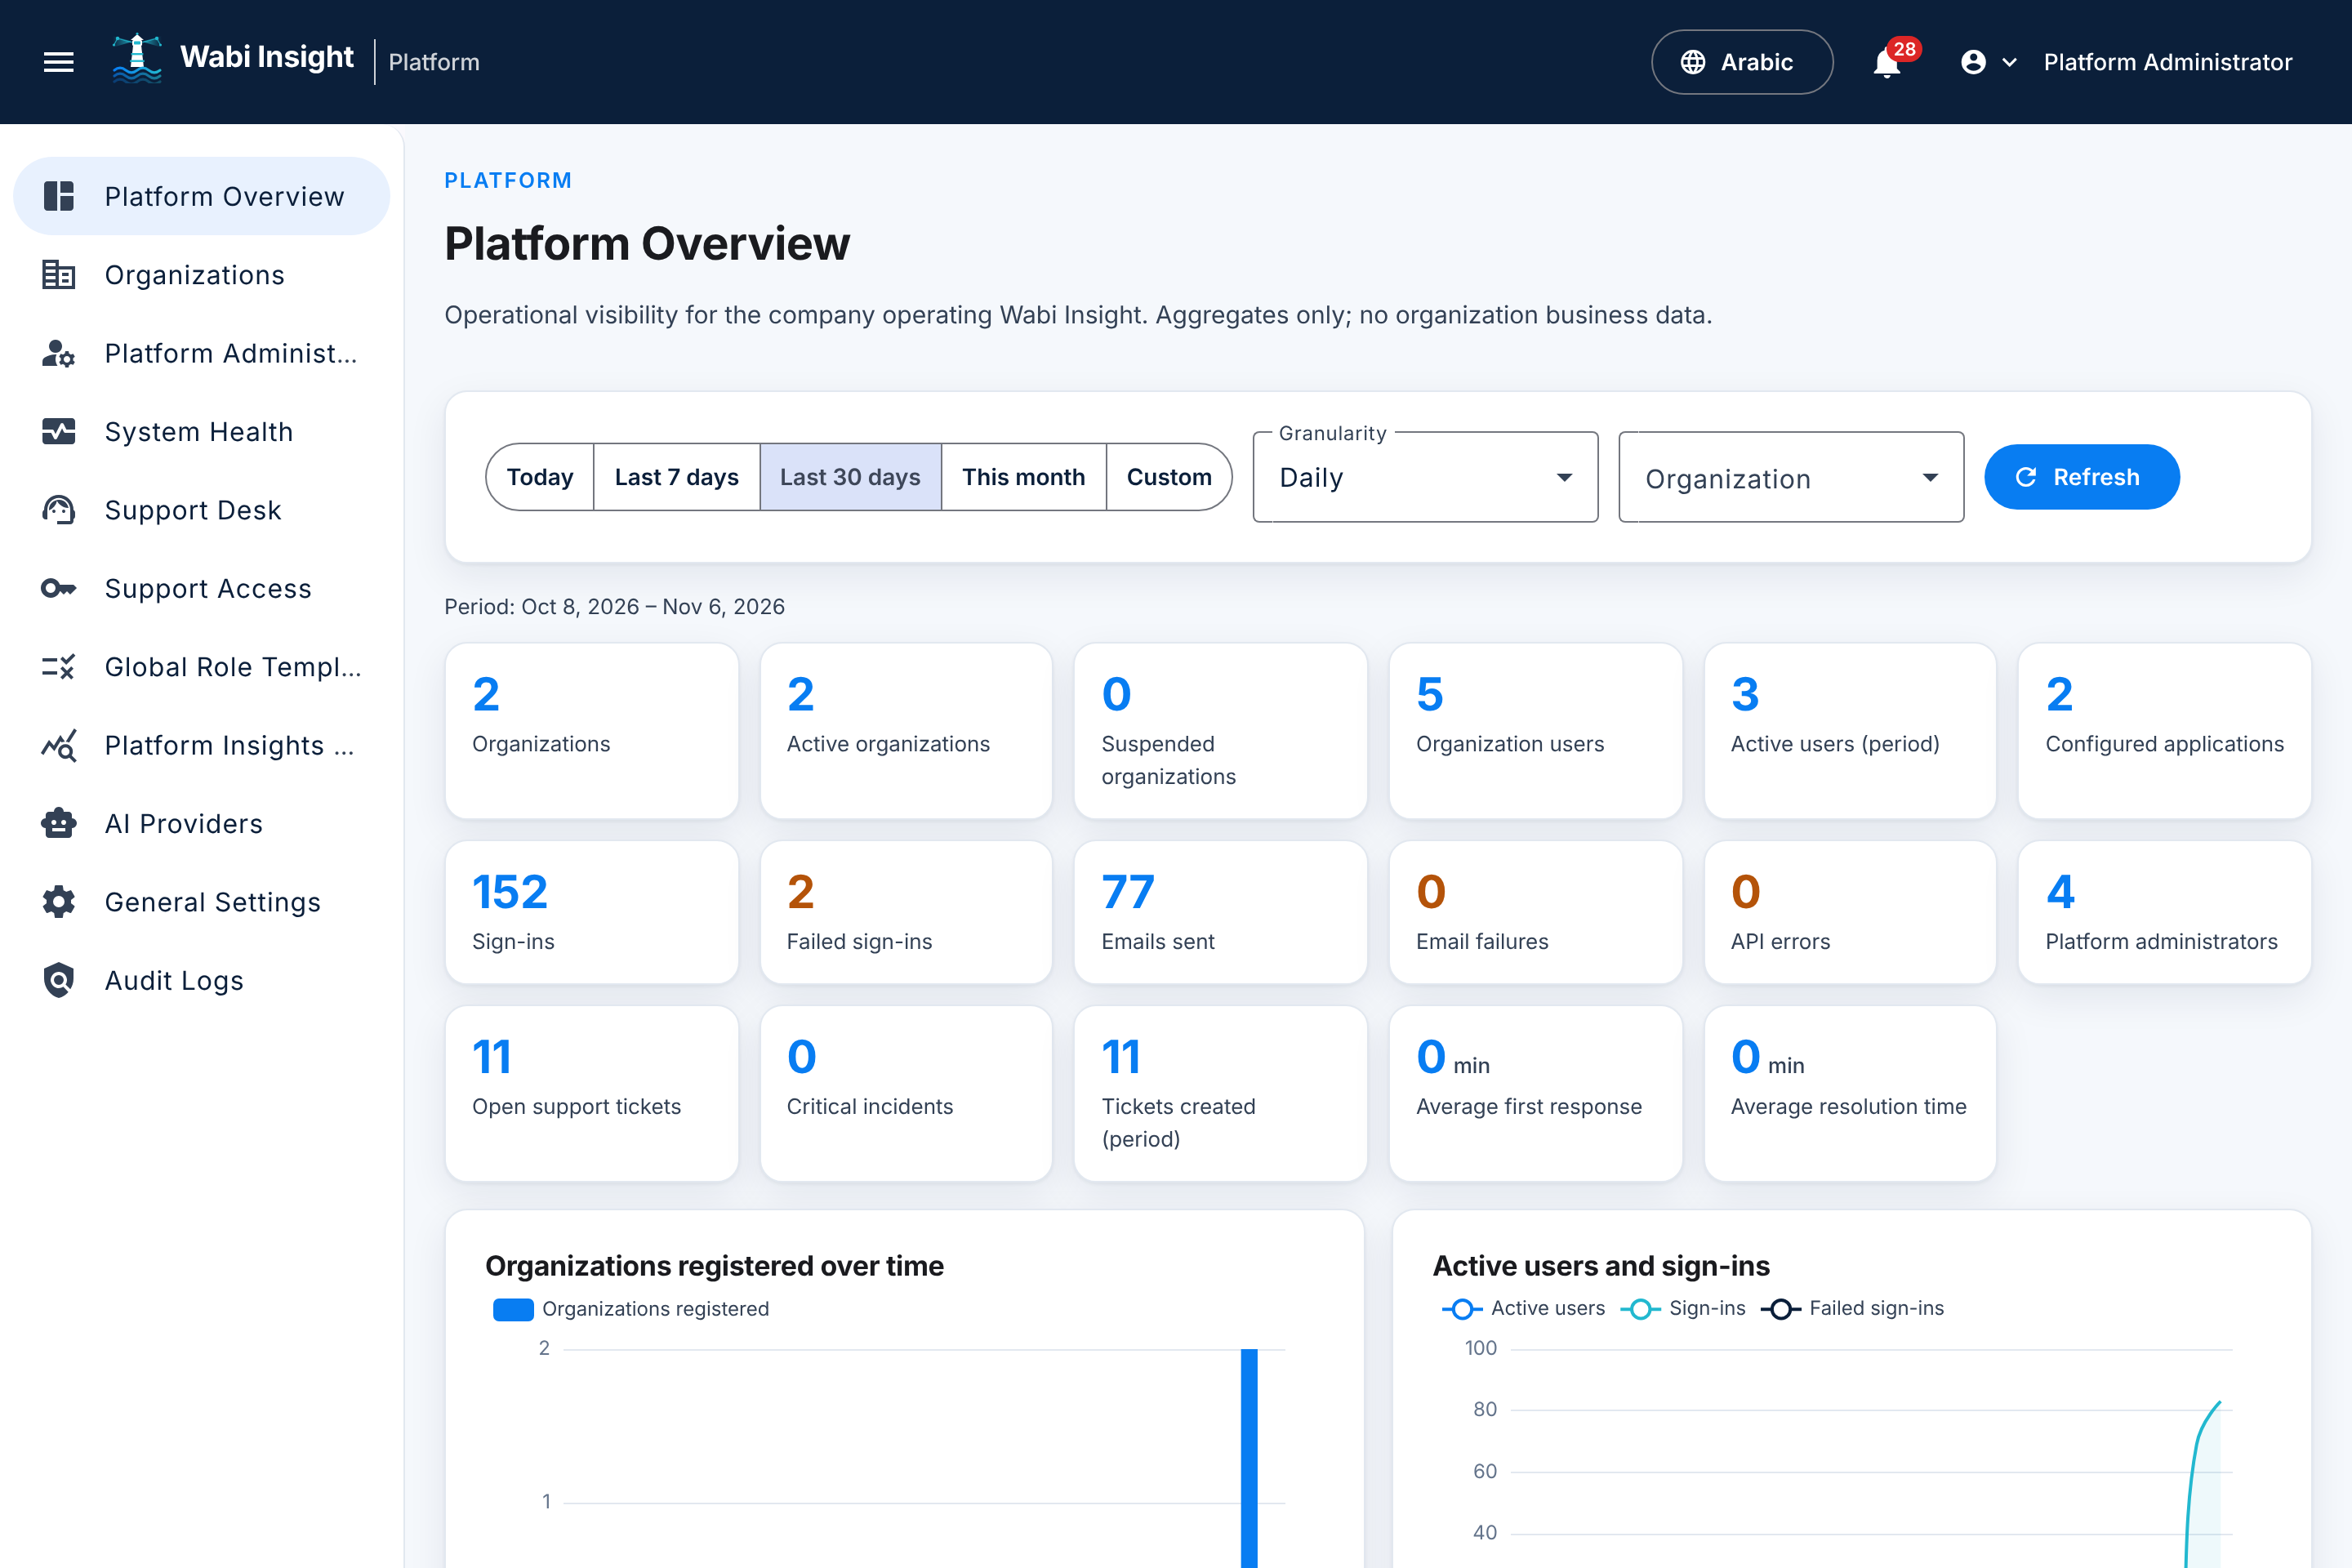 Wabi Insight
Platform
Arabic
28
Platform Administrator
Platform Overview
Organizations
Platform Administ...
System Health
Support Desk
Support Access
Global Role Templ...
Platform Insights ...
AI Providers
General Settings
Audit Logs
PLATFORM
Platform Overview
Operational visibility for the company operating Wabi Insight. Aggregates only; no organization business data.
Today
Last 7 days
Last 30 days
This month
Custom
Granularity
Daily
Organization
Refresh
Period: Oct 8, 2026 – Nov 6, 2026
2
Organizations
2
Active organizations
0
Suspended
organizations
5
Organization users
3
Active users (period)
2
Configured applications
152
Sign-ins
2
Failed sign-ins
77
Emails sent
0
Email failures
0
API errors
4
Platform administrators
11
Open support tickets
0
Critical incidents
11
Tickets created
(period)
0 min
Average first response
0 min
Average resolution time
Organizations registered over time
Organizations registered
2
1
Active users and sign-ins
Active users
Sign-ins
Failed sign-ins
100
80
60
40